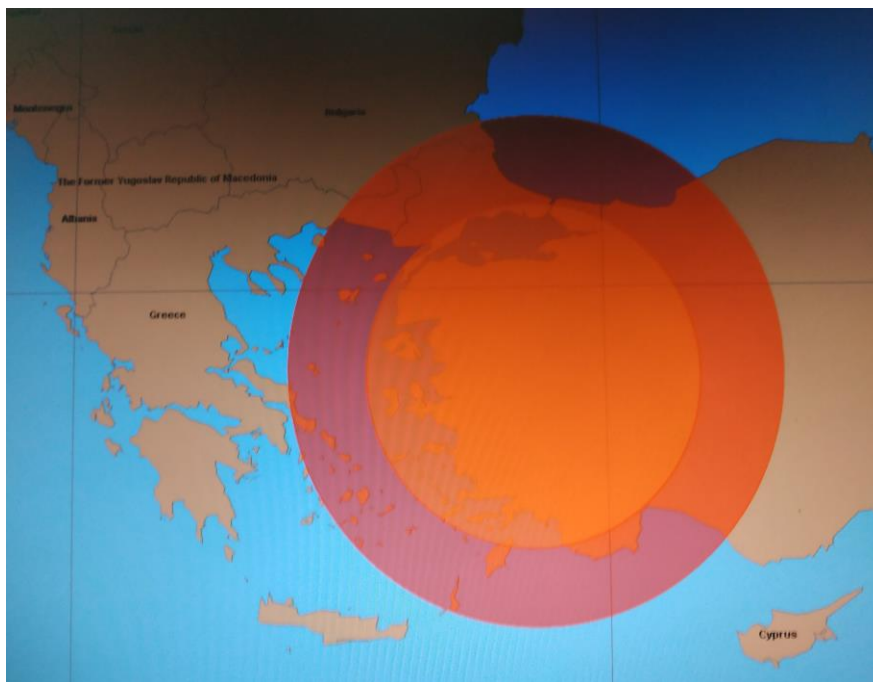 Montenegro
Bulgaria
The Former Yugoslav Republic of Macedonia
Albania
Greece
Cyprus